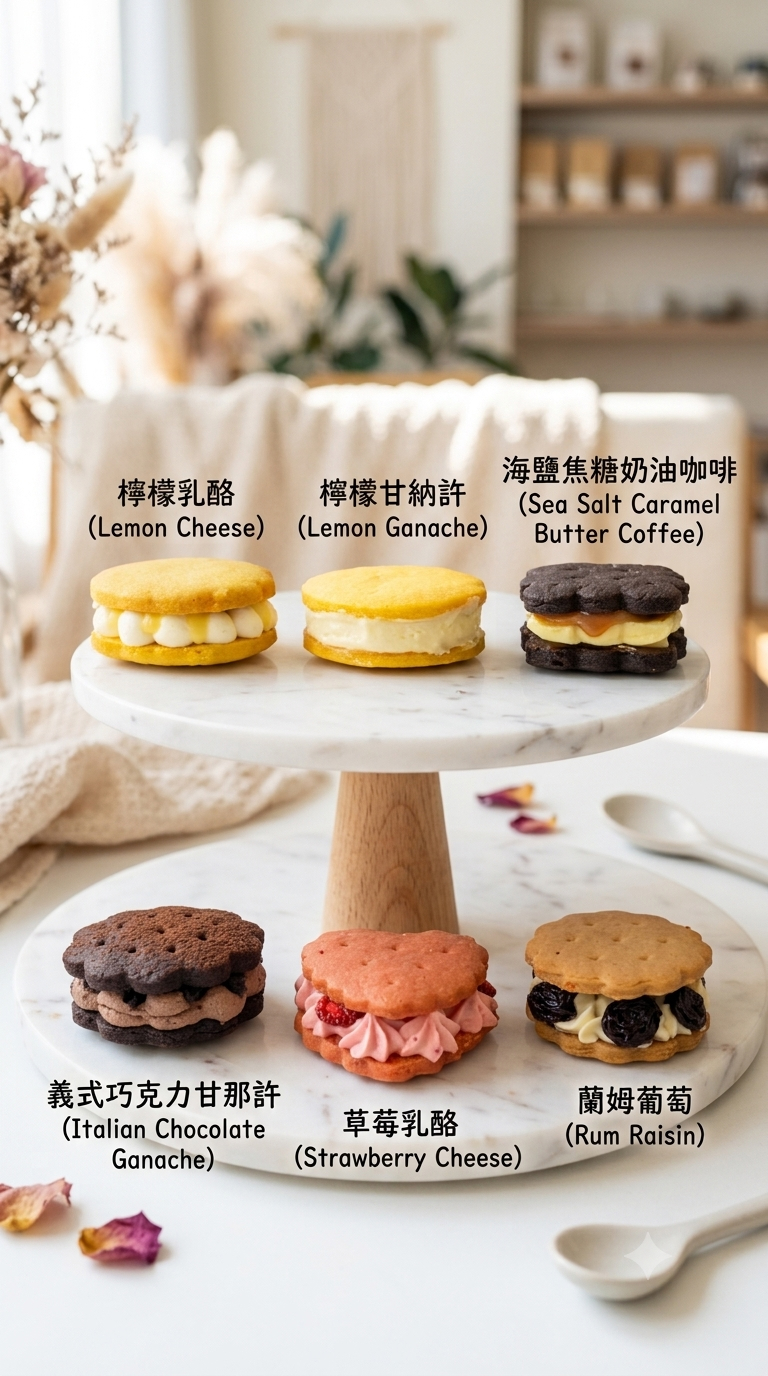 檸檬乳酪
(Lemon Cheese)
檸檬甘納許
(Lemon Ganache)
海鹽焦糖奶油咖啡
(Sea Salt Caramel
Butter Coffee)
義式巧克力甘那許
(Italian Chocolate
Ganache)
草莓乳酪
(Strawberry Cheese)
蘭姆葡萄
(Rum Raisin)